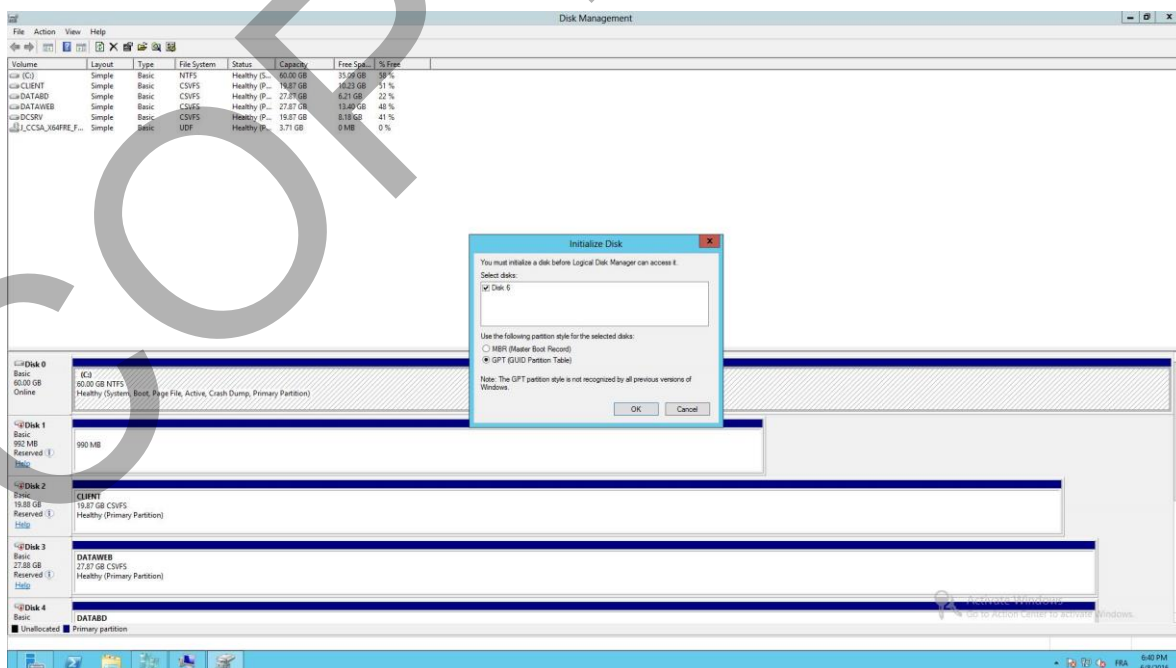 Disk Management
File Action View Help
Volume Layout Type File System Status Capacity Free Spa... % Free
(C:) Simple Basic NTFS Healthy (S... 60.00 GB 35.09 GB 58 %
CLIENT Simple Basic CSVFS Healthy (P... 19.87 GB 10.23 GB 51 %
DATABD Simple Basic CSVFS Healthy (P... 27.87 GB 6.21 GB 22 %
DATAWEB Simple Basic CSVFS Healthy (P... 27.87 GB 13.40 GB 48 %
DCSRV Simple Basic CSVFS Healthy (P... 19.87 GB 8.18 GB 41 %
J_CCSA_X64FRE_F... Simple Basic UDF Healthy (P... 3.71 GB 0 MB 0 %
Initialize Disk
You must initialize a disk before Logical Disk Manager can access it.
Select disks:
Disk 6
Use the following partition style for the selected disks:
MBR (Master Boot Record)
GPT (GUID Partition Table)
Note: The GPT partition style is not recognized by all previous versions of
Windows.
OK Cancel
Disk 0
Basic
60.00 GB
Online
(C:)
60.00 GB NTFS
Healthy (System, Boot, Page File, Active, Crash Dump, Primary Partition)
Disk 1
Basic
992 MB
Reserved
Help
990 MB
Disk 2
Basic
19.88 GB
Reserved
Help
CLIENT
19.87 GB CSVFS
Healthy (Primary Partition)
Disk 3
Basic
27.88 GB
Reserved
Help
DATAWEB
27.87 GB CSVFS
Healthy (Primary Partition)
Disk 4
Basic
DATABD
Unallocated Primary partition
Activate Windows
Go to Action Center to activate Windows.
FRA
6:40 PM
6/8/2016
COP